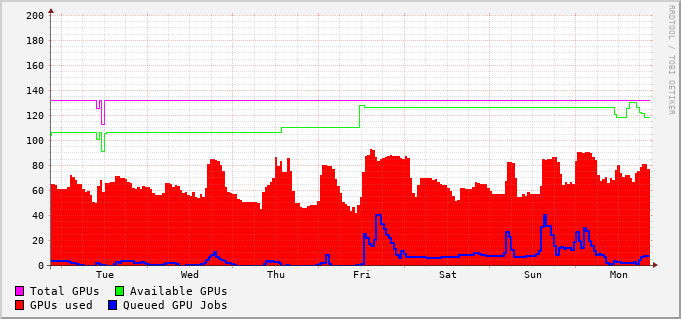 200
180
160
140
120
100
80
60
40
20
0
Tue Wed Thu Fri Sat Sun Mon
Total GPUs Available GPUs
GPUs used Queued GPU Jobs
RRDTOOL / TOBI OETIKER